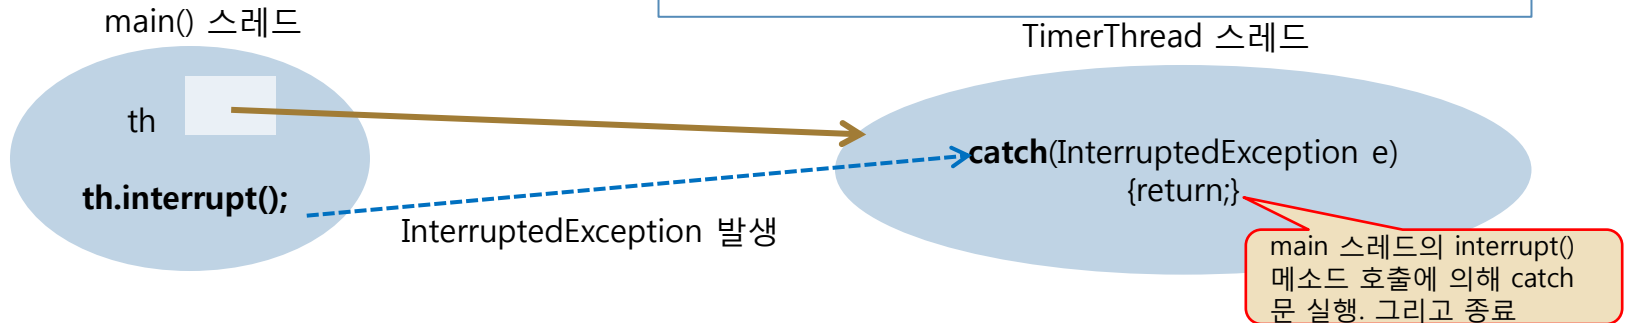 main() 스레드
TimerThread 스레드
th
catch(InterruptedException e)
{return;}
th.interrupt();
InterruptedException 발생
main 스레드의 interrupt()
메소드 호출에 의해 catch
문 실행. 그리고 종료